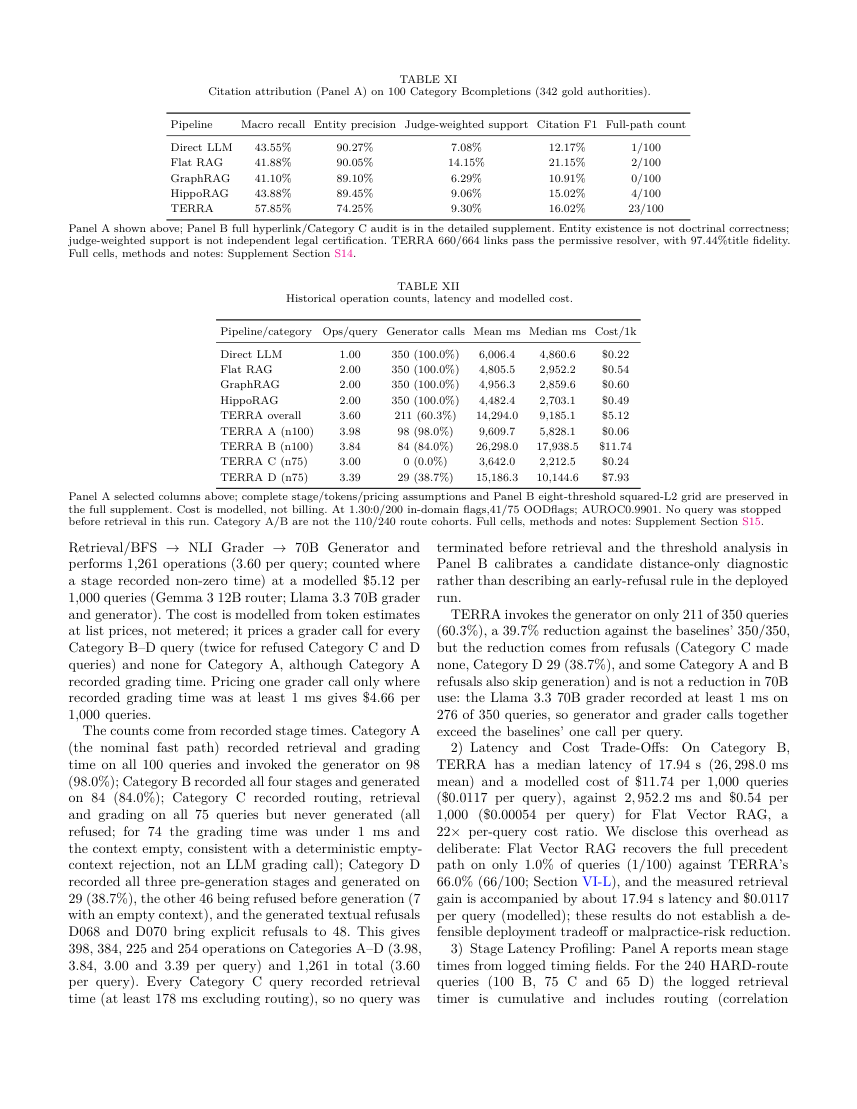 TABLE XI
Citation attribution (Panel A) on 100 Category Bcompletions (342 gold authorities).
Pipeline Macro recall Entity precision Judge-weighted support Citation F1 Full-path count
Direct LLM 43.55% 90.27% 7.08% 12.17% 1/100
Flat RAG 41.88% 90.05% 14.15% 21.15% 2/100
GraphRAG 41.10% 89.10% 6.29% 10.91% 0/100
HippoRAG 43.88% 89.45% 9.06% 15.02% 4/100
TERRA 57.85% 74.25% 9.30% 16.02% 23/100
Panel A shown above; Panel B full hyperlink/Category C audit is in the detailed supplement. Entity existence is not doctrinal correctness;
judge-weighted support is not independent legal certification. TERRA 660/664 links pass the permissive resolver, with 97.44%title fidelity.
Full cells, methods and notes: Supplement Section S14.
TABLE XII
Historical operation counts, latency and modelled cost.
Pipeline/category Ops/query Generator calls Mean ms Median ms Cost/1k
Direct LLM 1.00 350 (100.0%) 6,006.4 4,860.6 $0.22
Flat RAG 2.00 350 (100.0%) 4,805.5 2,952.2 $0.54
GraphRAG 2.00 350 (100.0%) 4,956.3 2,859.6 $0.60
HippoRAG 2.00 350 (100.0%) 4,482.4 2,703.1 $0.49
TERRA overall 3.60 211 (60.3%) 14,294.0 9,185.1 $5.12
TERRA A (n100) 3.98 98 (98.0%) 9,609.7 5,828.1 $0.06
TERRA B (n100) 3.84 84 (84.0%) 26,298.0 17,938.5 $11.74
TERRA C (n75) 3.00 0 (0.0%) 3,642.0 2,212.5 $0.24
TERRA D (n75) 3.39 29 (38.7%) 15,186.3 10,144.6 $7.93
Panel A selected columns above; complete stage/tokens/pricing assumptions and Panel B eight-threshold squared-L2 grid are preserved in
the full supplement. Cost is modelled, not billing. At 1.30:0/200 in-domain flags,41/75 OODflags; AUROC0.9901. No query was stopped
before retrieval in this run. Category A/B are not the 110/240 route cohorts. Full cells, methods and notes: Supplement Section S15.
Retrieval/BFS → NLI Grader → 70B Generator and
performs 1,261 operations (3.60 per query; counted where
a stage recorded non-zero time) at a modelled $5.12 per
1,000 queries (Gemma 3 12B router; Llama 3.3 70B grader
and generator). The cost is modelled from token estimates
at list prices, not metered; it prices a grader call for every
Category B–D query (twice for refused Category C and D
queries) and none for Category A, although Category A
recorded grading time. Pricing one grader call only where
recorded grading time was at least 1 ms gives $4.66 per
1,000 queries.
The counts come from recorded stage times. Category A
(the nominal fast path) recorded retrieval and grading
time on all 100 queries and invoked the generator on 98
(98.0%); Category B recorded all four stages and generated
on 84 (84.0%); Category C recorded routing, retrieval
and grading on all 75 queries but never generated (all
refused; for 74 the grading time was under 1 ms and
the context empty, consistent with a deterministic empty-
context rejection, not an LLM grading call); Category D
recorded all three pre-generation stages and generated on
29 (38.7%), the other 46 being refused before generation (7
with an empty context), and the generated textual refusals
D068 and D070 bring explicit refusals to 48. This gives
398, 384, 225 and 254 operations on Categories A–D (3.98,
3.84, 3.00 and 3.39 per query) and 1,261 in total (3.60
per query). Every Category C query recorded retrieval
time (at least 178 ms excluding routing), so no query was
terminated before retrieval and the threshold analysis in
Panel B calibrates a candidate distance-only diagnostic
rather than describing an early-refusal rule in the deployed
run.
TERRA invokes the generator on only 211 of 350 queries
(60.3%), a 39.7% reduction against the baselines' 350/350,
but the reduction comes from refusals (Category C made
none, Category D 29 (38.7%), and some Category A and B
refusals also skip generation) and is not a reduction in 70B
use: the Llama 3.3 70B grader recorded at least 1 ms on
276 of 350 queries, so generator and grader calls together
exceed the baselines' one call per query.
2) Latency and Cost Trade-Offs: On Category B,
TERRA has a median latency of 17.94 s (26, 298.0 ms
mean) and a modelled cost of $11.74 per 1,000 queries
($0.0117 per query), against 2, 952.2 ms and $0.54 per
1,000 ($0.00054 per query) for Flat Vector RAG, a
22× per-query cost ratio. We disclose this overhead as
deliberate: Flat Vector RAG recovers the full precedent
path on only 1.0% of queries (1/100) against TERRA's
66.0% (66/100; Section VI-L), and the measured retrieval
gain is accompanied by about 17.94 s latency and $0.0117
per query (modelled); these results do not establish a de-
fensible deployment tradeoff or malpractice-risk reduction.
3) Stage Latency Profiling: Panel A reports mean stage
times from logged timing fields. For the 240 HARD-route
queries (100 B, 75 C and 65 D) the logged retrieval
timer is cumulative and includes routing (correlation